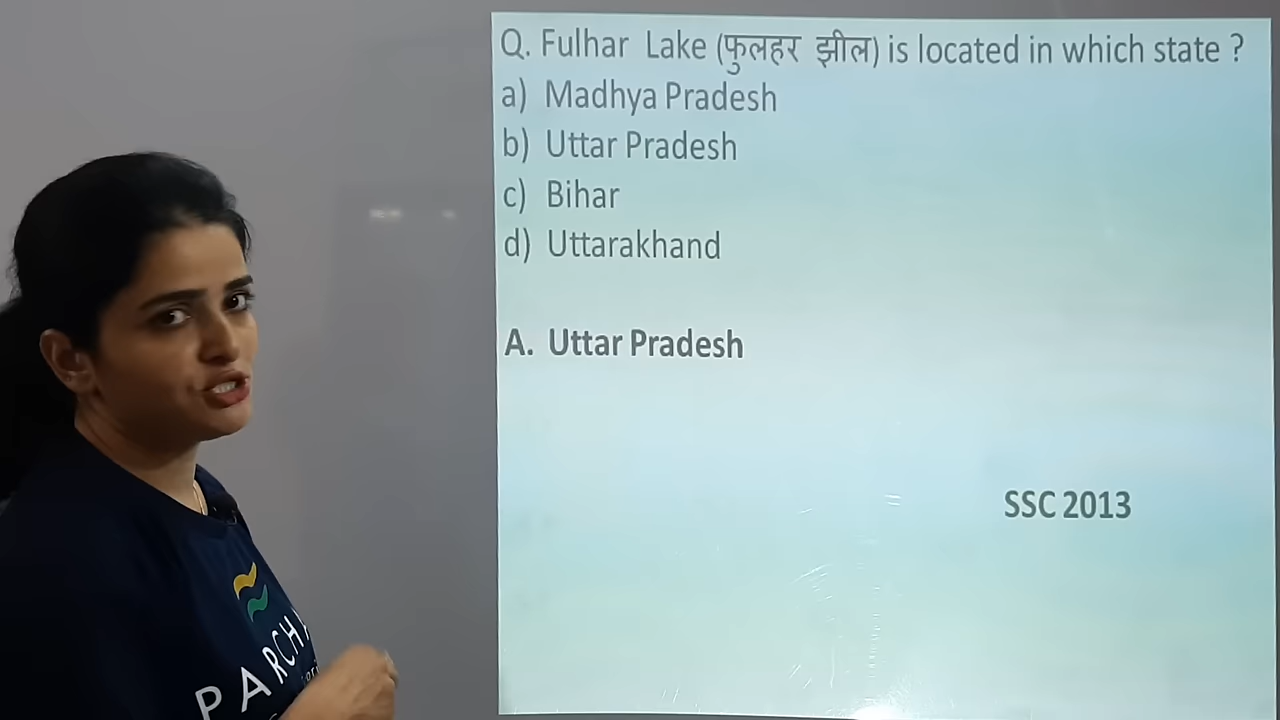 Q. Fulhar Lake (फुलहर झील) is located in which state ?
a) Madhya Pradesh
b) Uttar Pradesh
c) Bihar
d) Uttarakhand
A. Uttar Pradesh
SSC 2013
PARCH